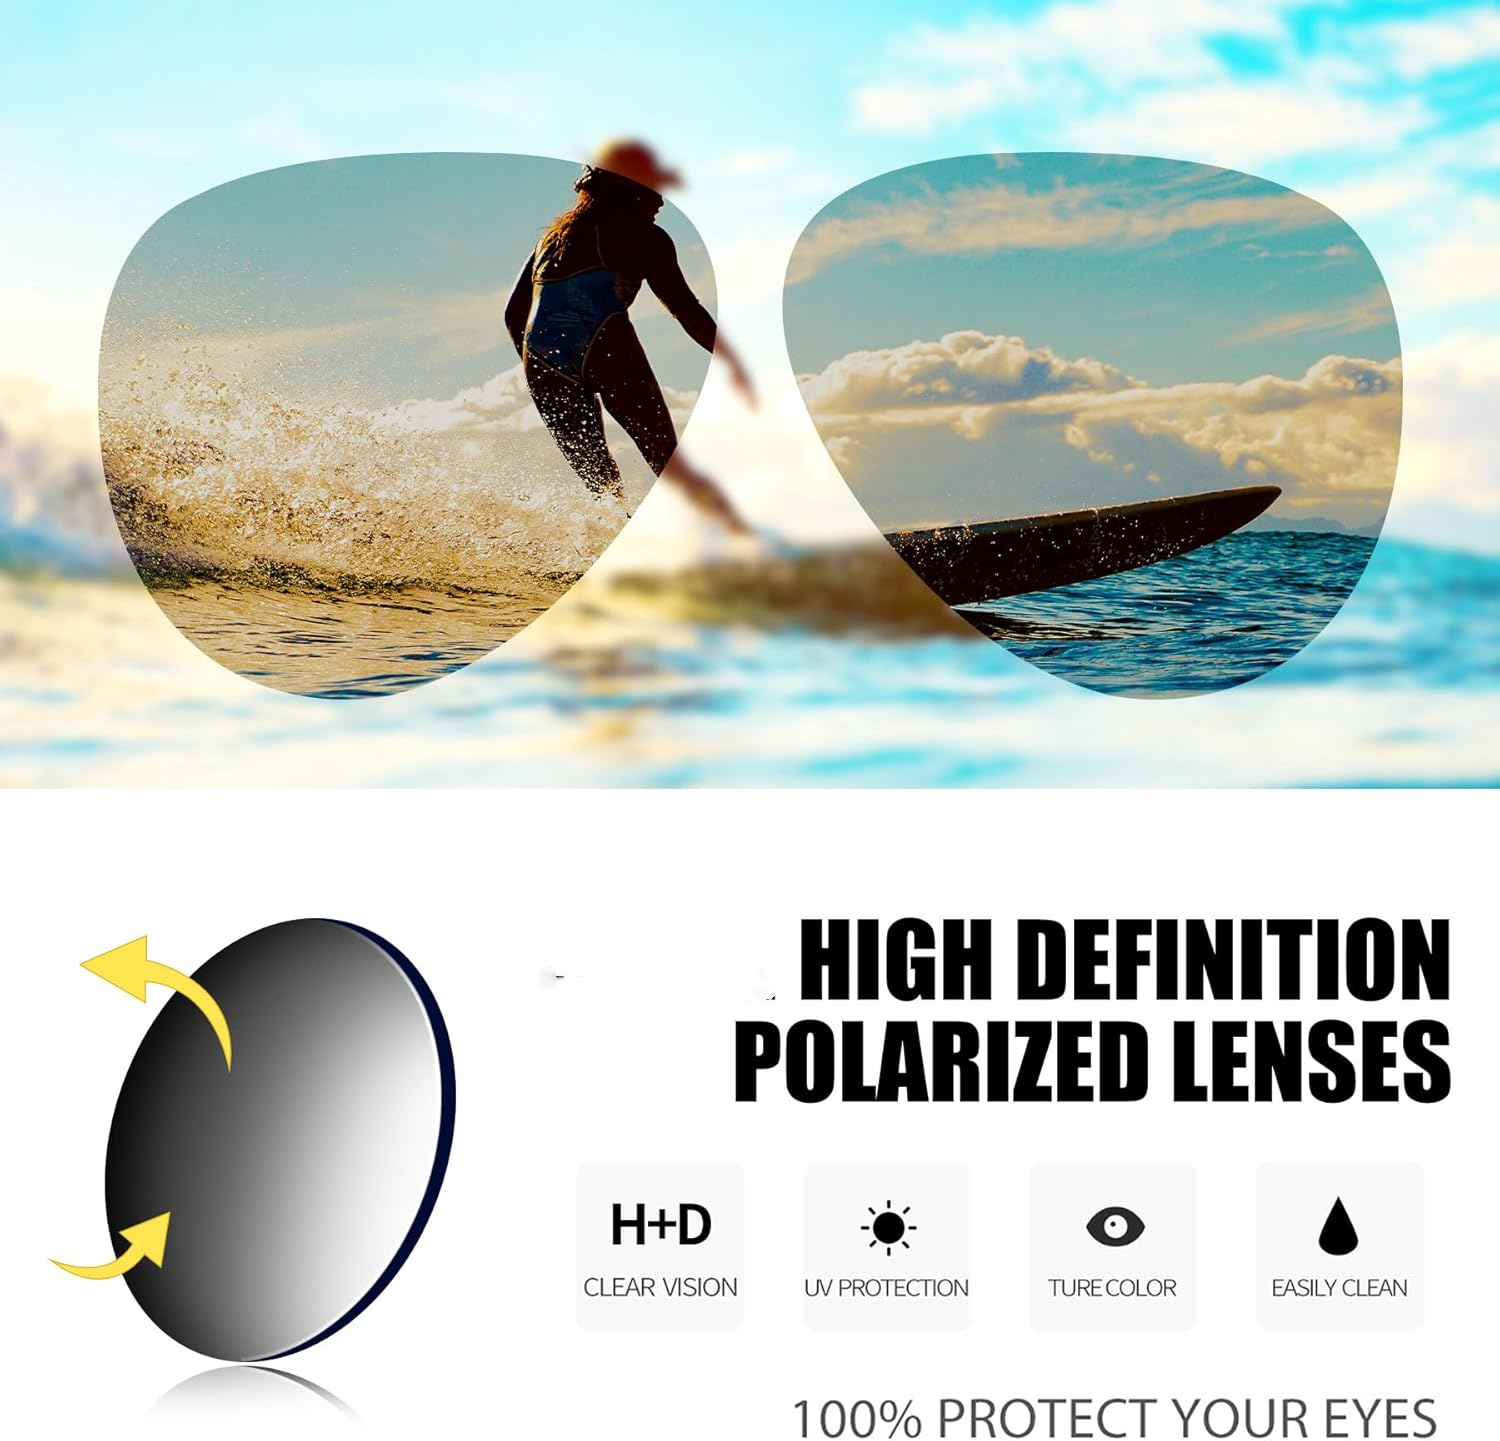 HIGH DEFINITION
POLARIZED LENSES
H+D
CLEAR VISION
UV PROTECTION
TURE COLOR
EASILY CLEAN
100% PROTECT YOUR EYES